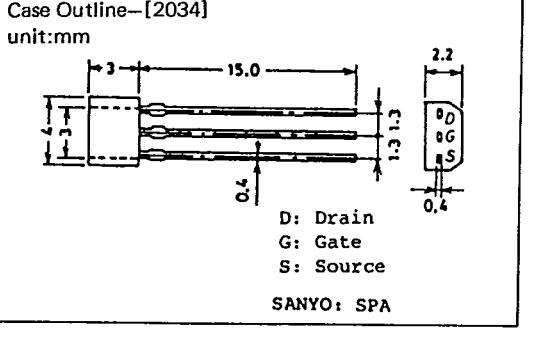 Case Outline—[2034]
unit:mm
2.2
3
15.0
4
3
1.3
1.3
D
G
S
0.4
0.4
D: Drain
G: Gate
S: Source
SANYO: SPA